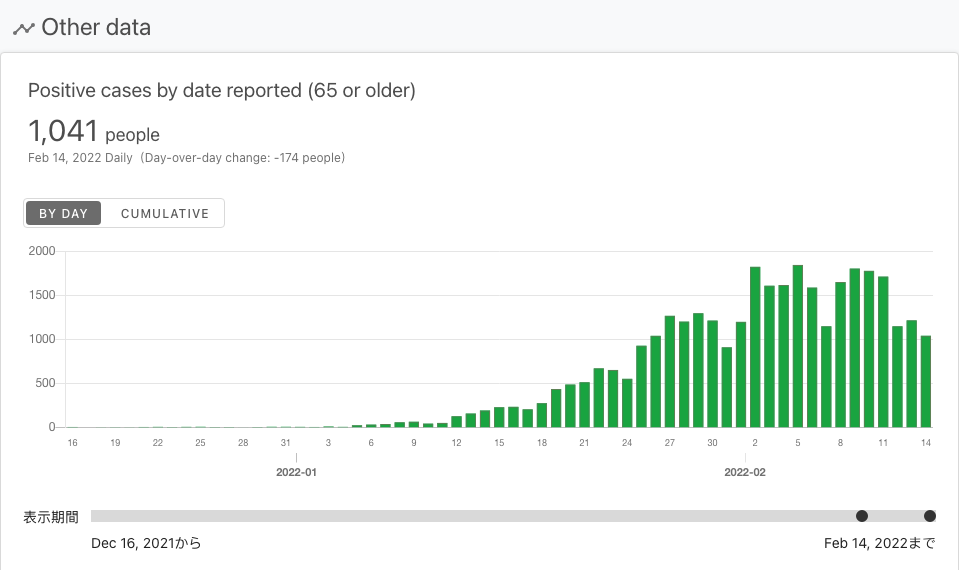 Other data
Positive cases by date reported (65 or older)
1,041 people
Feb 14, 2022 Daily (Day-over-day change: -174 people)
BY DAY CUMULATIVE
2000
1500
1000
500
0
16 19 22 25 28 31 3 6 9 12 15 18 21 24 27 30 2 5 8 11 14
2022-01 2022-02
表示期間
Dec 16, 2021から Feb 14, 2022まで